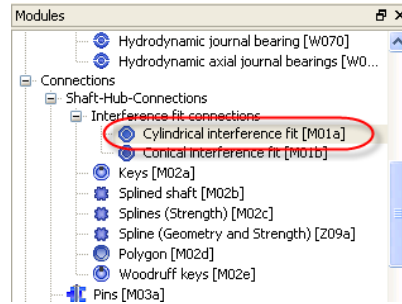 Modules
Hydrodynamic journal bearing [W070]
Hydrodynamic axial journal bearings [W0...
Connections
Shaft-Hub-Connections
Interference fit connections
Cylindrical interference fit [M01a]
Conical interference fit [M01b]
Keys [M02a]
Splined shaft [M02b]
Splines (Strength) [M02c]
Spline (Geometry and Strength) [Z09a]
Polygon [M02d]
Woodruff keys [M02e]
Pins [M03a]